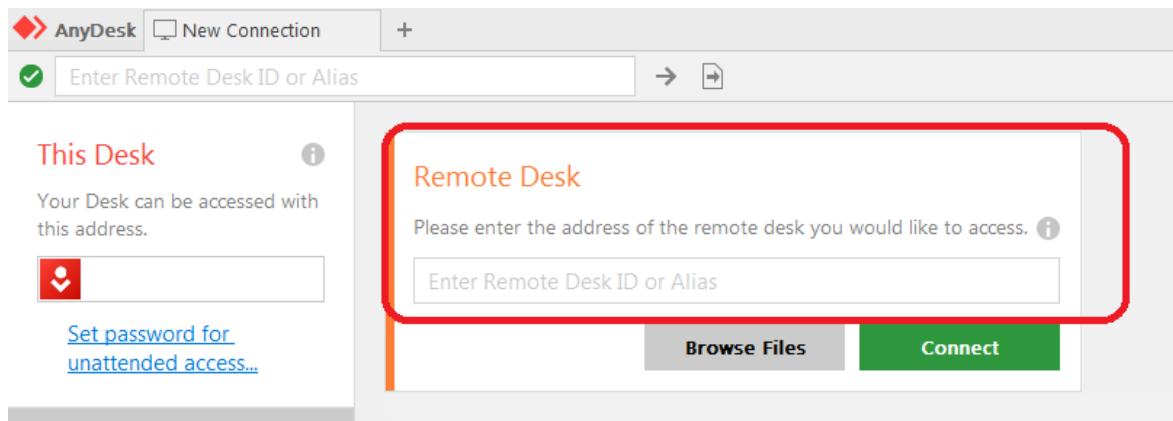 AnyDesk New Connection +
Enter Remote Desk ID or Alias
This Desk
Your Desk can be accessed with
this address.
Set password for
unattended access...
Remote Desk
Please enter the address of the remote desk you would like to access.
Enter Remote Desk ID or Alias
Browse Files Connect